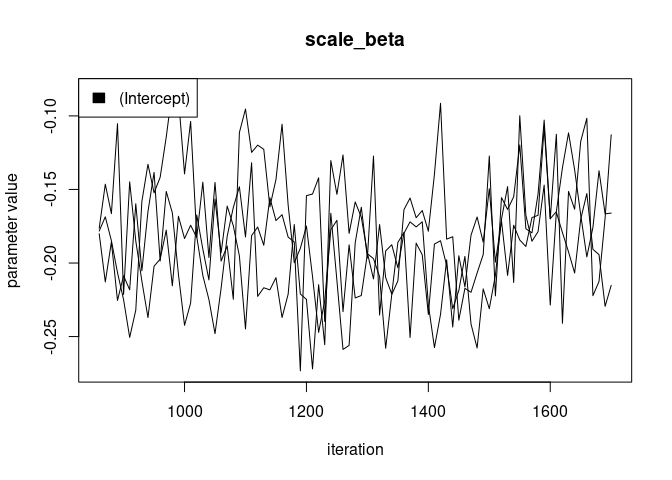 scale_beta
(Intercept)
-0.10
-0.15
-0.20
-0.25
parameter value
1000
1200
1400
1600
iteration